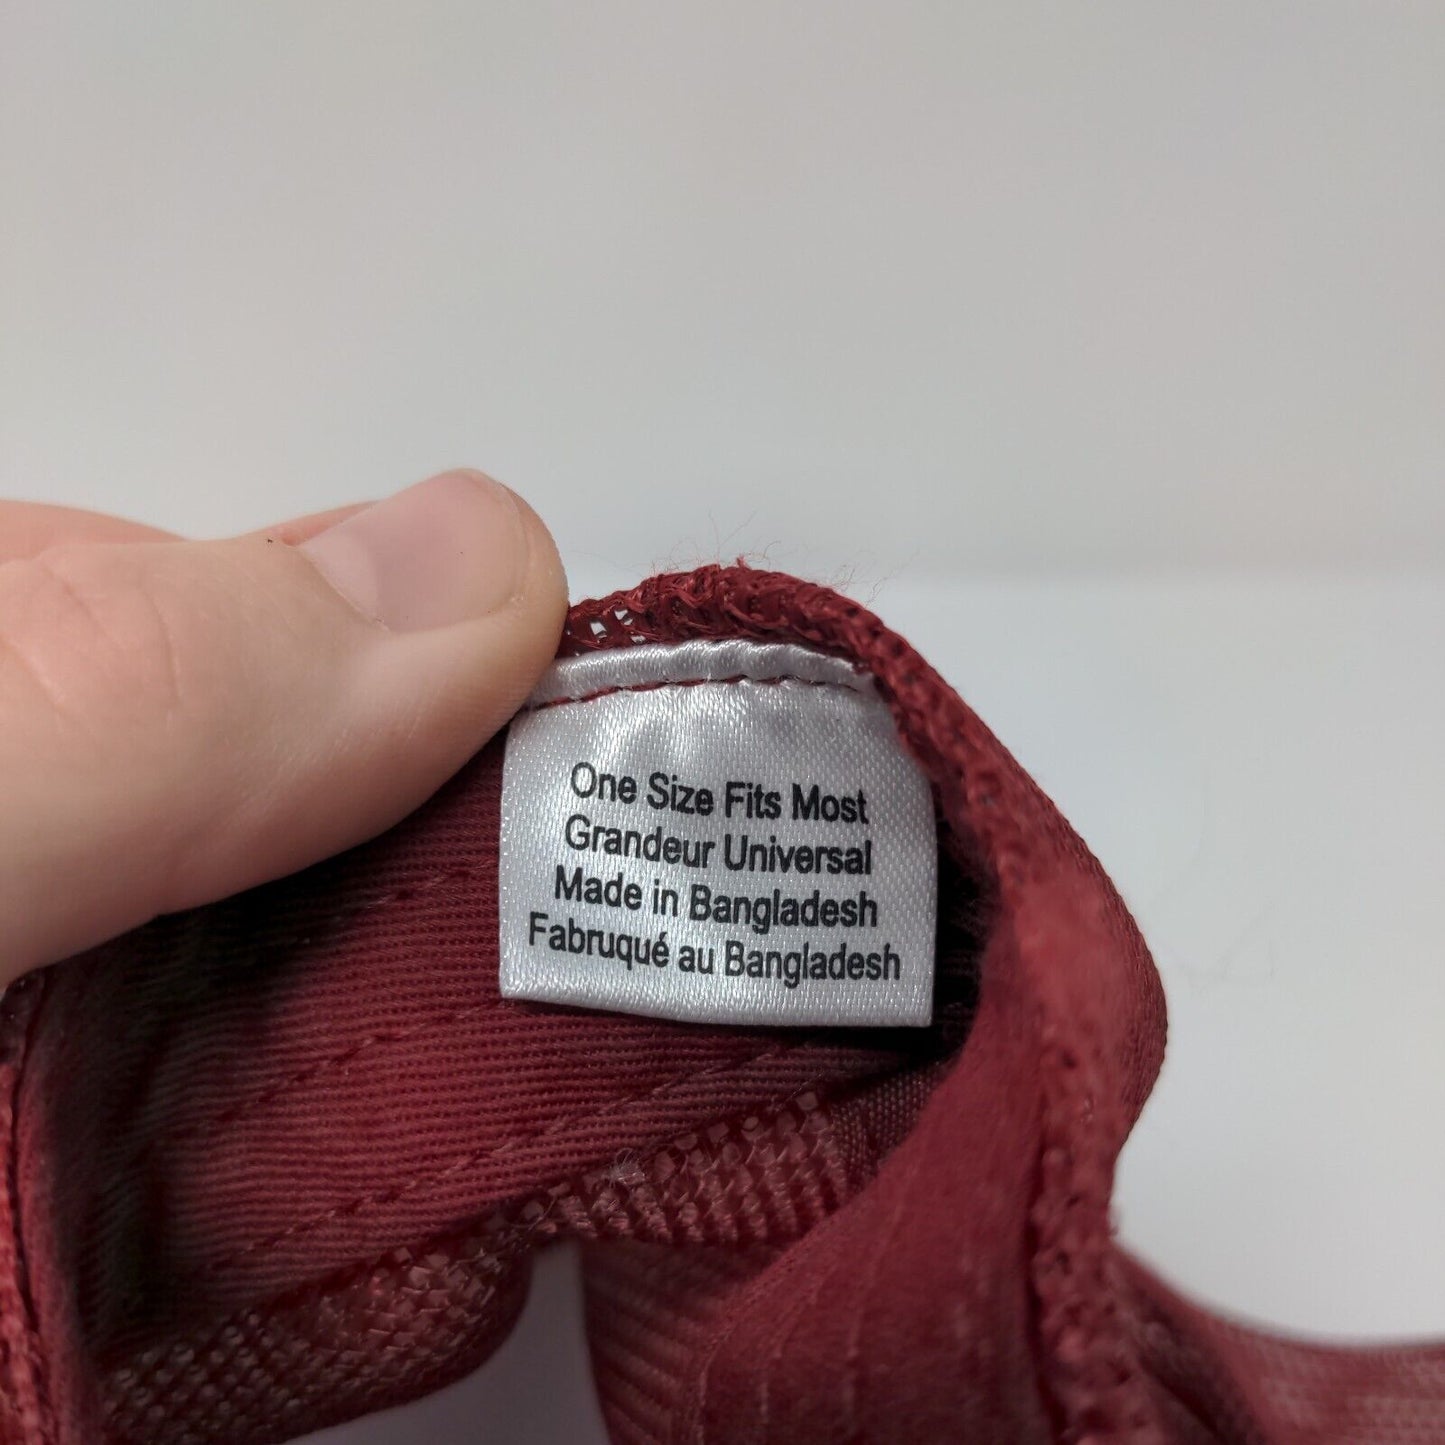 One Size Fits Most
Grandeur Universal
Made in Bangladesh
Fabruqué au Bangladesh